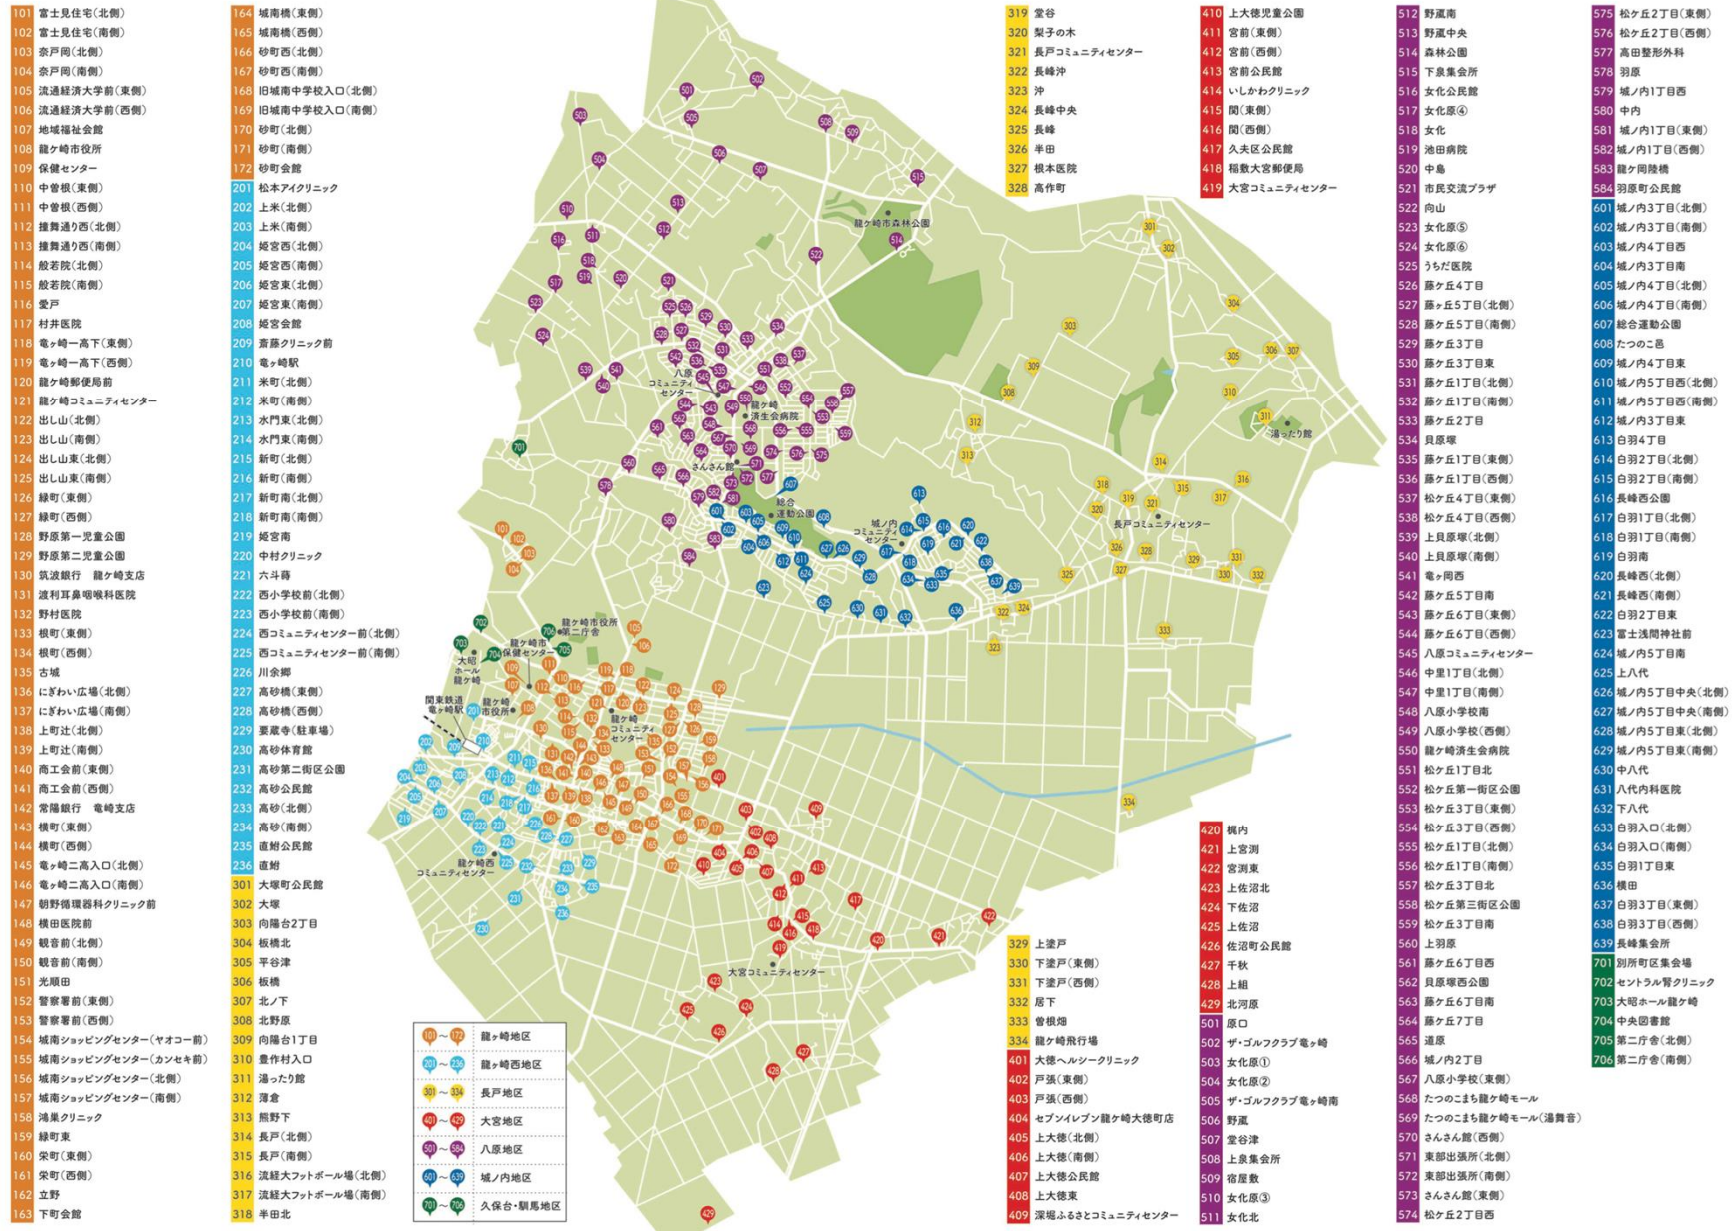 101 富士見住宅(北側)
102 富士見住宅(南側)
103 奈戸岡(北側)
104 奈戸岡(南側)
105 流通経済大学前(東側)
106 流通経済大学前(西側)
107 地域福祉会館
108 龍ケ崎市役所
109 保健センター
110 中曽根(東側)
111 中曽根(西側)
112 撞舞通り西(北側)
113 撞舞通り西(南側)
114 般若院(北側)
115 般若院(南側)
116 愛戸
117 村井医院
118 竜ヶ崎一高下(東側)
119 竜ヶ崎一高下(西側)
120 龍ケ崎郵便局前
121 龍ケ崎コミュニティセンター
122 出し山(北側)
123 出し山(南側)
124 出し山東(北側)
125 出し山東(南側)
126 緑町(東側)
127 緑町(西側)
128 野原第一児童公園
129 野原第二児童公園
130 筑波銀行 龍ケ崎支店
131 渡利耳鼻咽喉科医院
132 野村医院
133 根町(東側)
134 根町(西側)
135 古城
136 にぎわい広場(北側)
137 にぎわい広場(南側)
138 上町辻(北側)
139 上町辻(南側)
140 商工会前(東側)
141 商工会前(西側)
142 常陽銀行 竜崎支店
143 横町(東側)
144 横町(西側)
145 竜ヶ崎二高入口(北側)
146 竜ヶ崎二高入口(南側)
147 朝野循環器科クリニック前
148 横田医院前
149 観音前(北側)
150 観音前(南側)
151 光順田
152 警察署前(東側)
153 警察署前(西側)
154 城南ショッピングセンター(ヤオコー前)
155 城南ショッピングセンター(カンセキ前)
156 城南ショッピングセンター(北側)
157 城南ショッピングセンター(南側)
158 鴻巣クリニック
159 緑町東
160 栄町(東側)
161 栄町(西側)
162 立野
163 下町会館
164 城南橋(東側)
165 城南橋(西側)
166 砂町西(北側)
167 砂町西(南側)
168 旧城南中学校入口(北側)
169 旧城南中学校入口(南側)
170 砂町(北側)
171 砂町(南側)
172 砂町会館
201 松本アイクリニック
202 上米(北側)
203 上米(南側)
204 姫宮西(北側)
205 姫宮西(南側)
206 姫宮東(北側)
207 姫宮東(南側)
208 姫宮会館
209 斎藤クリニック前
210 竜ヶ崎駅
211 米町(北側)
212 米町(南側)
213 水門東(北側)
214 水門東(南側)
215 新町(北側)
216 新町(南側)
217 新町南(北側)
218 新町南(南側)
219 姫宮南
220 中村クリニック
221 六斗蒔
222 西小学校前(北側)
223 西小学校前(南側)
224 西コミュニティセンター前(北側)
225 西コミュニティセンター前(南側)
226 川余郷
227 高砂橋(東側)
228 高砂橋(西側)
229 要蔵寺(駐車場)
230 高砂体育館
231 高砂第二街区公園
232 高砂公民館
233 高砂(北側)
234 高砂(南側)
235 直鮒公民館
236 直鮒
301 大塚町公民館
302 大塚
303 向陽台2丁目
304 板橋北
305 平谷津
306 板橋
307 北ノ下
308 北野原
309 向陽台1丁目
310 豊作村入口
311 湯ったり館
312 薄倉
313 熊野下
314 長戸(北側)
315 長戸(南側)
316 流経大フットボール場(北側)
317 流経大フットボール場(南側)
318 半田北
龍ケ崎市森林公園
八原
コミュニティ
センター
龍ケ崎
済生会病院
さんさん館
総合
運動公園
城ノ内
コミュニティ
センター
湯ったり館
長戸コミュニティセンター
龍ケ崎市役所
第二庁舎
龍ケ崎市
保健センター
大昭
ホール
龍ケ崎
関東鉄道
竜ヶ崎駅
龍ケ崎
市役所
龍ケ崎
コミュニティ
センター
龍ケ崎西
コミュニティセンター
大宮コミュニティセンター
101~172 龍ケ崎地区
201~236 龍ケ崎西地区
301~334 長戸地区
401~429 大宮地区
501~584 八原地区
601~639 城ノ内地区
701~706 久保台・馴馬地区
319 堂谷
320 梨子の木
321 長戸コミュニティセンター
322 長峰沖
323 沖
324 長峰中央
325 長峰
326 半田
327 根本医院
328 高作町
329 上塗戸
330 下塗戸(東側)
331 下塗戸(西側)
332 居下
333 曽根畑
334 龍ケ崎飛行場
401 大徳ヘルシークリニック
402 戸張(東側)
403 戸張(西側)
404 セブンイレブン龍ケ崎大徳町店
405 上大徳(北側)
406 上大徳(南側)
407 上大徳公民館
408 上大徳東
409 深堀ふるさとコミュニティセンター
410 上大徳児童公園
411 宮前(東側)
412 宮前(西側)
413 宮前公民館
414 いしかわクリニック
415 関(東側)
416 関(西側)
417 久夫区公民館
418 稲敷大宮郵便局
419 大宮コミュニティセンター
420 梶内
421 上宮渕
422 宮渕東
423 上佐沼北
424 下佐沼
425 上佐沼
426 佐沼町公民館
427 千秋
428 上組
429 北河原
501 原口
502 ザ・ゴルフクラブ竜ヶ崎
503 女化原①
504 女化原②
505 ザ・ゴルフクラブ竜ヶ崎南
506 野颪
507 堂谷津
508 上泉集会所
509 宿屋敷
510 女化原③
511 女化北
512 野颪南
513 野颪中央
514 森林公園
515 下泉集会所
516 女化公民館
517 女化原④
518 女化
519 池田病院
520 中島
521 市民交流プラザ
522 向山
523 女化原⑤
524 女化原⑥
525 うちだ医院
526 藤ケ丘4丁目
527 藤ヶ丘5丁目(北側)
528 藤ケ丘5丁目(南側)
529 藤ケ丘3丁目
530 藤ケ丘3丁目東
531 藤ケ丘1丁目(北側)
532 藤ケ丘1丁目(南側)
533 藤ケ丘2丁目
534 貝原塚
535 藤ケ丘1丁目(東側)
536 藤ケ丘1丁目(西側)
537 松ケ丘4丁目(東側)
538 松ケ丘4丁目(西側)
539 上貝原塚(北側)
540 上貝原塚(南側)
541 竜ヶ岡西
542 藤ケ丘5丁目南
543 藤ケ丘6丁目(東側)
544 藤ケ丘6丁目(西側)
545 八原コミュニティセンター
546 中里1丁目(北側)
547 中里1丁目(南側)
548 八原小学校南
549 八原小学校(西側)
550 龍ケ崎済生会病院
551 松ケ丘1丁目北
552 松ケ丘第一街区公園
553 松ケ丘3丁目(東側)
554 松ケ丘3丁目(西側)
555 松ケ丘1丁目(北側)
556 松ケ丘1丁目(南側)
557 松ケ丘3丁目北
558 松ケ丘第三街区公園
559 松ケ丘3丁目南
560 上羽原
561 藤ケ丘6丁目西
562 貝原塚西公園
563 藤ケ丘6丁目南
564 藤ケ丘7丁目
565 道原
566 城ノ内2丁目
567 八原小学校(東側)
568 たつのこまち龍ケ崎モール
569 たつのこまち龍ケ崎モール(湯舞音)
570 さんさん館(西側)
571 東部出張所(北側)
572 東部出張所(南側)
573 さんさん館(東側)
574 松ケ丘2丁目西
575 松ケ丘2丁目(東側)
576 松ケ丘2丁目(西側)
577 高田整形外科
578 羽原
579 城ノ内1丁目西
580 中内
581 城ノ内1丁目(東側)
582 城ノ内1丁目(西側)
583 龍ケ岡陸橋
584 羽原町公民館
601 城ノ内3丁目(北側)
602 城ノ内3丁目(南側)
603 城ノ内4丁目西
604 城ノ内3丁目南
605 城ノ内4丁目(北側)
606 城ノ内4丁目(南側)
607 総合運動公園
608 たつのこ邑
609 城ノ内4丁目東
610 城ノ内5丁目西(北側)
611 城ノ内5丁目西(南側)
612 城ノ内3丁目東
613 白羽4丁目
614 白羽2丁目(北側)
615 白羽2丁目(南側)
616 長峰西公園
617 白羽1丁目(北側)
618 白羽1丁目(南側)
619 白羽南
620 長峰西(北側)
621 長峰西(南側)
622 白羽2丁目東
623 富士浅間神社前
624 城ノ内5丁目南
625 上八代
626 城ノ内5丁目中央(北側)
627 城ノ内5丁目中央(南側)
628 城ノ内5丁目東(北側)
629 城ノ内5丁目東(南側)
630 中八代
631 八代内科医院
632 下八代
633 白羽入口(北側)
634 白羽入口(南側)
635 白羽1丁目東
636 横田
637 白羽3丁目(東側)
638 白羽3丁目(西側)
639 長峰集会所
701 別所町区集会場
702 セントラル腎クリニック
703 大昭ホール龍ケ崎
704 中央図書館
705 第二庁舎(北側)
706 第二庁舎(南側)